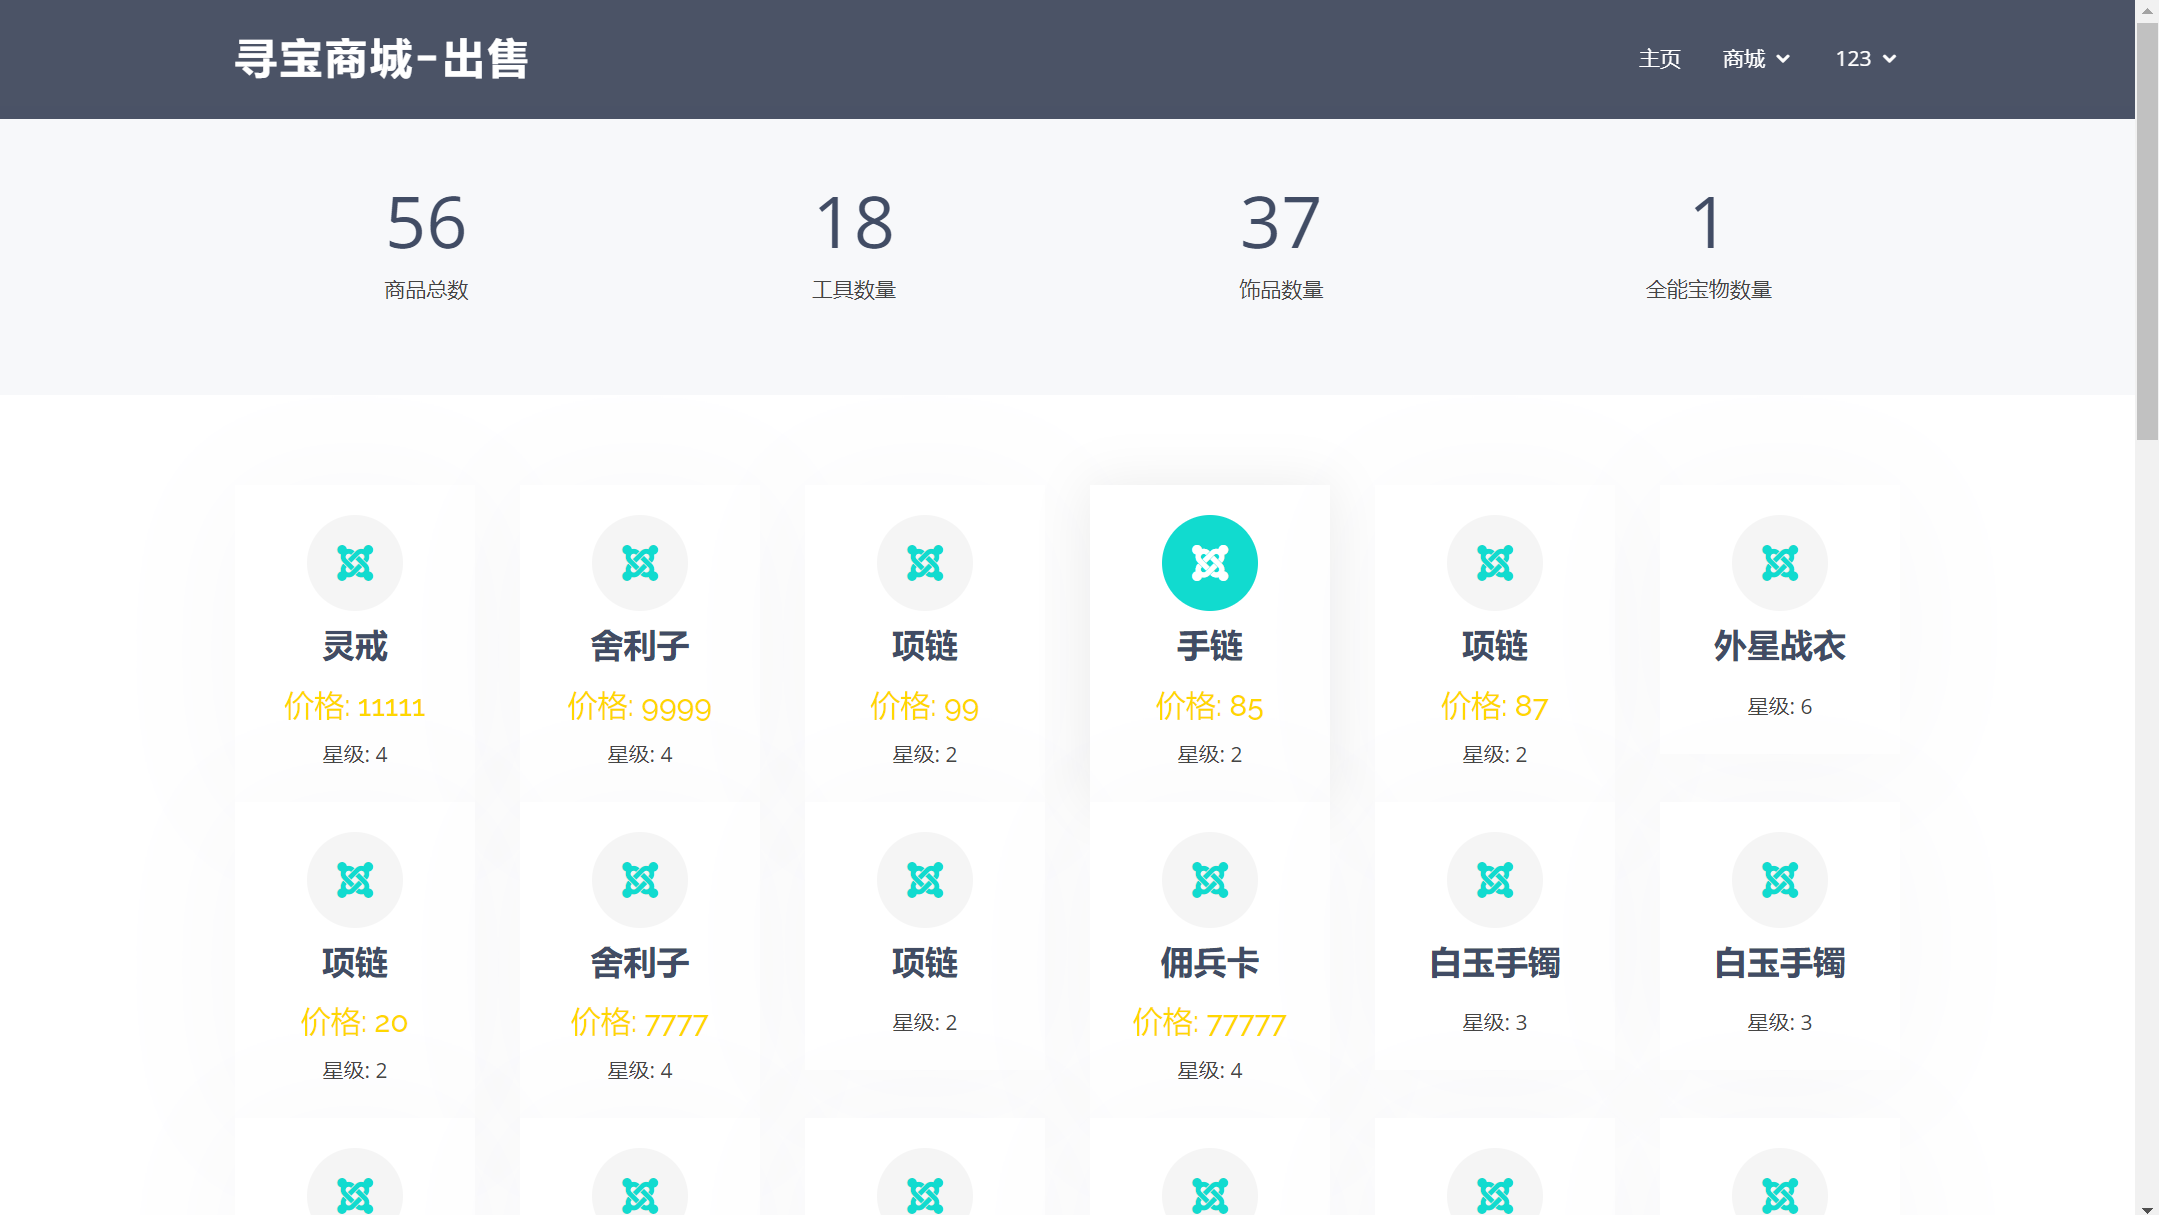 寻宝商城-出售
主页 商城 123
56 18 37 1
商品总数 工具数量 饰品数量 全能宝物数量
灵戒 舍利子 项链 手链 项链 外星战衣
价格: 11111 价格: 9999 价格: 99 价格: 85 价格: 87 星级: 6
星级: 4 星级: 4 星级: 2 星级: 2 星级: 2
项链 舍利子 项链 佣兵卡 白玉手镯 白玉手镯
价格: 20 价格: 7777 星级: 2 价格: 77777 星级: 3 星级: 3
星级: 2 星级: 4 星级: 4